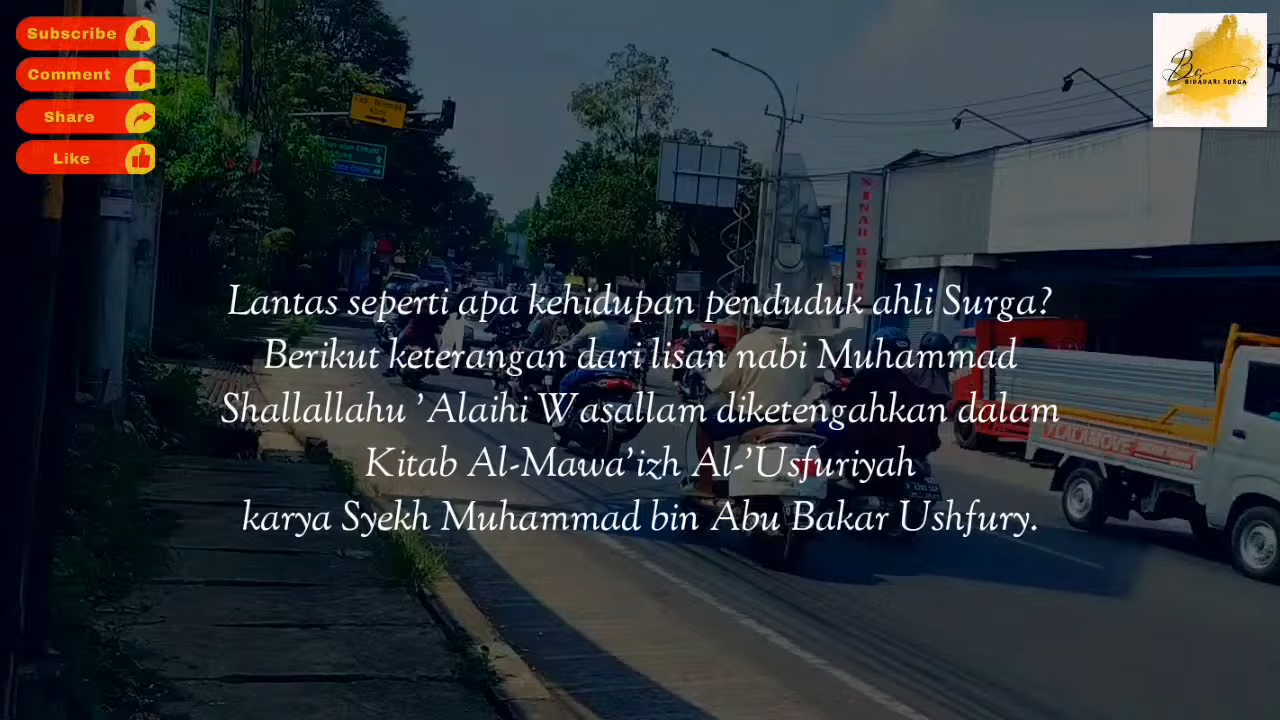 Subscribe
Comment
Share
Like
BIDADARI SURGA
Lantas seperti apa kehidupan penduduk ahli Surga?
Berikut keterangan dari lisan nabi Muhammad
Shallallahu 'Alaihi Wasallam diketengahkan dalam
Kitab Al-Mawa'izh Al-'Usfuriyah
karya Syekh Muhammad bin Abu Bakar Ushfury.
LALAMOVE